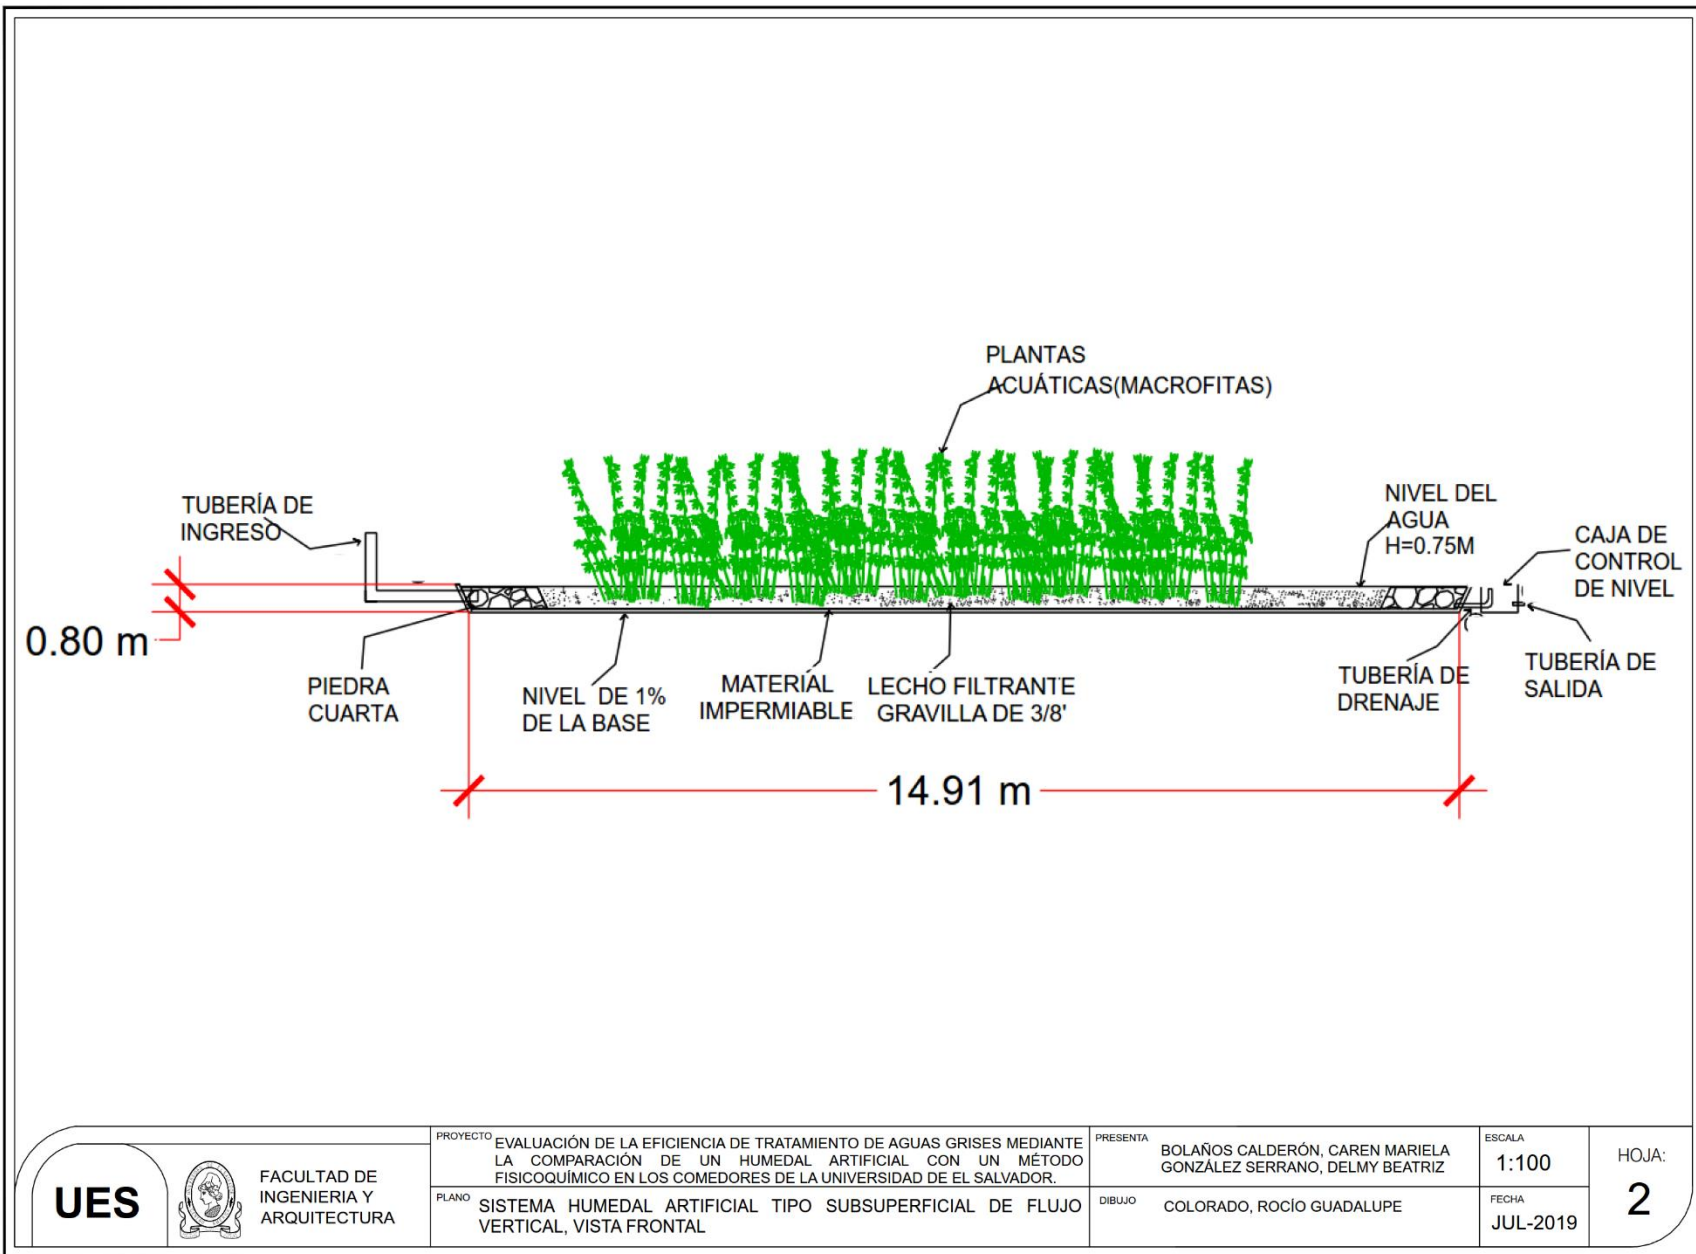 PLANTAS
ACUÁTICAS(MACROFITAS)
TUBERÍA DE
INGRESO
NIVEL DEL
AGUA
H=0.75M
CAJA DE
CONTROL
DE NIVEL
0.80 m
PIEDRA
CUARTA
NIVEL DE 1%
DE LA BASE
MATERIAL
IMPERMIABLE
LECHO FILTRANTE
GRAVILLA DE 3/8'
TUBERÍA DE
DRENAJE
TUBERÍA DE
SALIDA
14.91 m
UES
FACULTAD DE
INGENIERIA Y
ARQUITECTURA
PROYECTO
EVALUACIÓN DE LA EFICIENCIA DE TRATAMIENTO DE AGUAS GRISES MEDIANTE
LA COMPARACIÓN DE UN HUMEDAL ARTIFICIAL CON UN MÉTODO
FISICOQUÍMICO EN LOS COMEDORES DE LA UNIVERSIDAD DE EL SALVADOR.
PLANO
SISTEMA HUMEDAL ARTIFICIAL TIPO SUBSUPERFICIAL DE FLUJO
VERTICAL, VISTA FRONTAL
PRESENTA
BOLAÑOS CALDERÓN, CAREN MARIELA
GONZÁLEZ SERRANO, DELMY BEATRIZ
DIBUJO
COLORADO, ROCÍO GUADALUPE
ESCALA
1:100
FECHA
JUL-2019
HOJA:
2